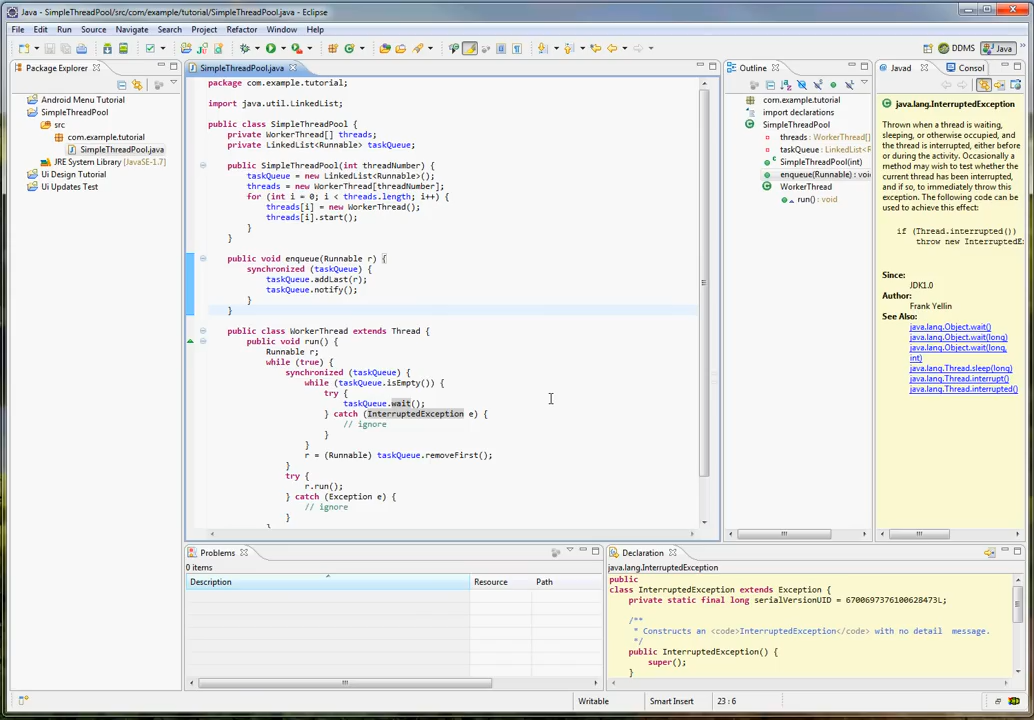 Java - SimpleThreadPool/src/com/example/tutorial/SimpleThreadPool.java - Eclipse
File Edit Run Source Navigate Search Project Refactor Window Help
DDMS Java
Package Explorer
Android Menu Tutorial
SimpleThreadPool
src
com.example.tutorial
SimpleThreadPool.java
JRE System Library [JavaSE-1.7]
Ui Design Tutorial
Ui Updates Test
SimpleThreadPool.java
package com.example.tutorial;
import java.util.LinkedList;
public class SimpleThreadPool {
private WorkerThread[] threads;
private LinkedList<Runnable> taskQueue;
public SimpleThreadPool(int threadNumber) {
taskQueue = new LinkedList<Runnable>();
threads = new WorkerThread[threadNumber];
for (int i = 0; i < threads.length; i++) {
threads[i] = new WorkerThread();
threads[i].start();
}
}
public void enqueue(Runnable r) {
synchronized (taskQueue) {
taskQueue.addLast(r);
taskQueue.notify();
}
}
public class WorkerThread extends Thread {
public void run() {
Runnable r;
while (true) {
synchronized (taskQueue) {
while (taskQueue.isEmpty()) {
try {
taskQueue.wait();
} catch (InterruptedException e) {
// ignore
}
}
r = (Runnable) taskQueue.removeFirst();
}
try {
r.run();
} catch (Exception e) {
// ignore
}
}
Outline
com.example.tutorial
import declarations
SimpleThreadPool
threads : WorkerThread[]
taskQueue : LinkedList
SimpleThreadPool(int)
enqueue(Runnable) : voi
WorkerThread
run() : void
Javad Consol
java.lang.InterruptedException
Thrown when a thread is waiting,
sleeping, or otherwise occupied, and
the thread is interrupted, either before
or during the activity. Occasionally a
method may wish to test whether the
current thread has been interrupted,
and if so, to immediately throw this
exception. The following code can be
used to achieve this effect:
if (Thread.interrupted())
throw new InterruptedE
Since:
JDK1.0
Author:
Frank Yellin
See Also:
java.lang.Object.wait()
java.lang.Object.wait(long)
java.lang.Object.wait(long,
int)
java.lang.Thread.sleep(long)
java.lang.Thread.interrupt()
java.lang.Thread.interrupted()
Problems
0 items
Description Resource Path
Declaration
java.lang.InterruptedException
public
class InterruptedException extends Exception {
private static final long serialVersionUID = 6700697376100628473L;
/**
* Constructs an <code>InterruptedException</code> with no detail message.
*/
public InterruptedException() {
super();
}
Writable Smart Insert 23 : 6